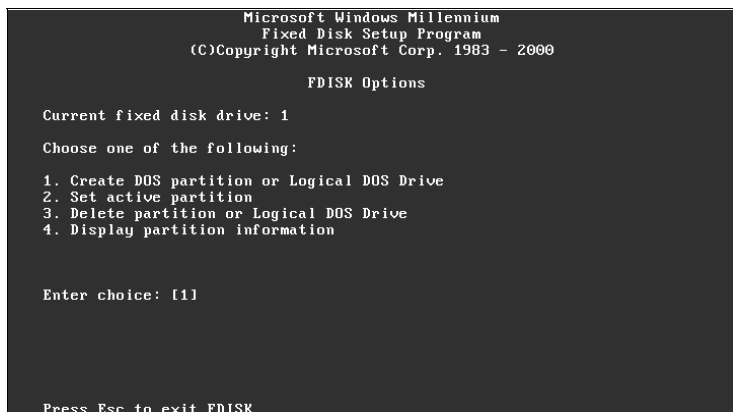 Microsoft Windows Millennium
Fixed Disk Setup Program
(C)Copyright Microsoft Corp. 1983 - 2000
FDISK Options
Current fixed disk drive: 1
Choose one of the following:
1. Create DOS partition or Logical DOS Drive
2. Set active partition
3. Delete partition or Logical DOS Drive
4. Display partition information
Enter choice: [1]
Press Esc to exit FDISK